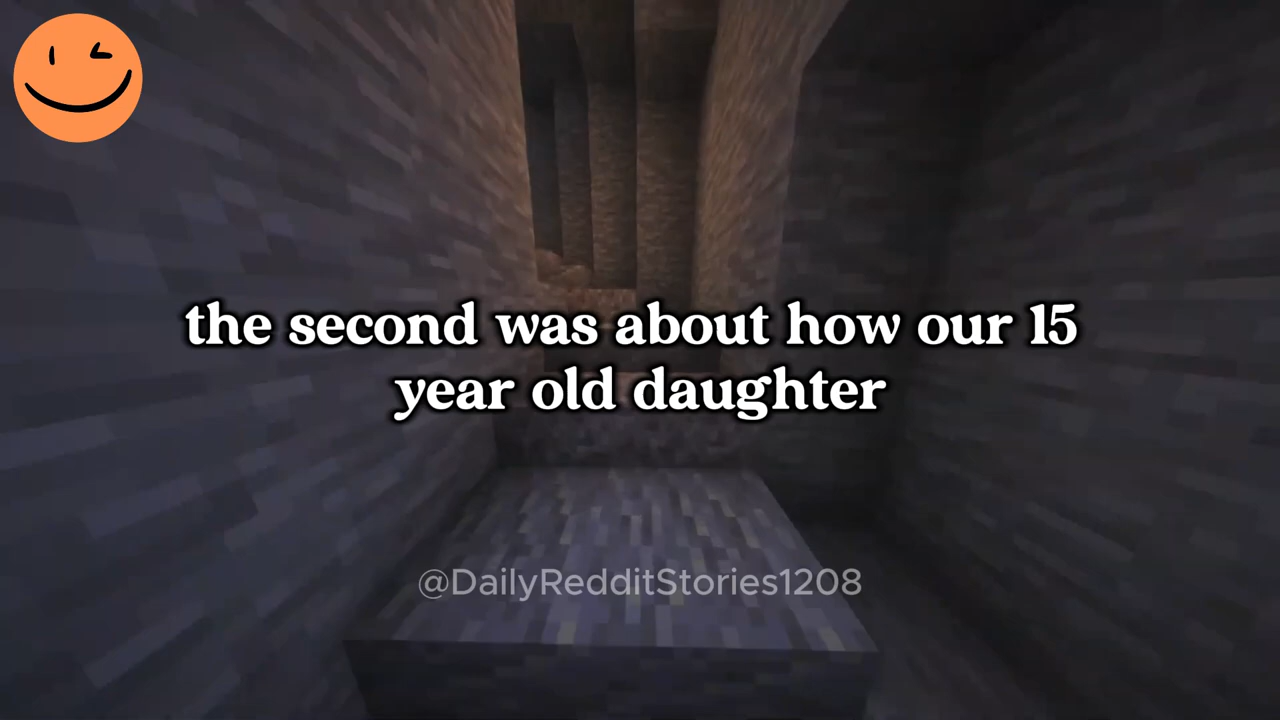 the second was about how our 15
year old daughter
@DailyRedditStories1208